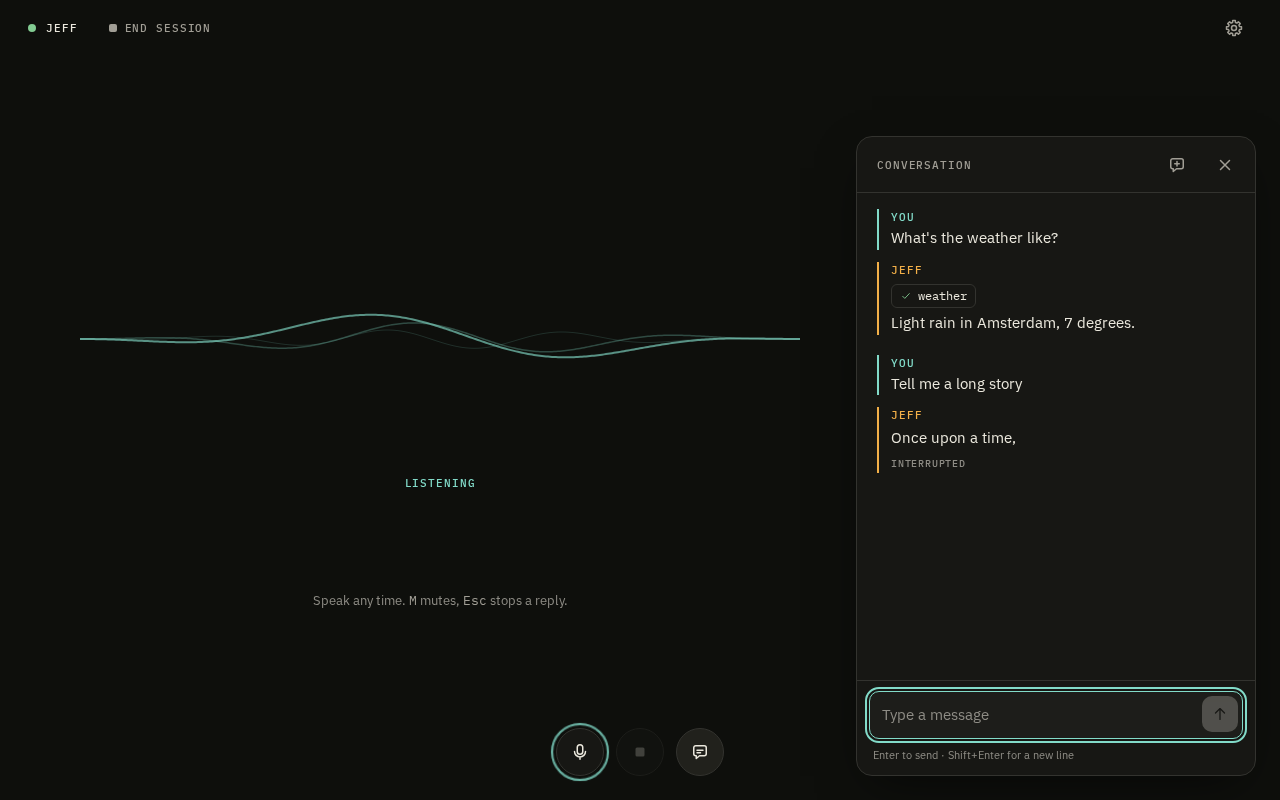 JEFF
END SESSION
LISTENING
Speak any time. M mutes, Esc stops a reply.
CONVERSATION
YOU
What's the weather like?
JEFF
weather
Light rain in Amsterdam, 7 degrees.
YOU
Tell me a long story
JEFF
Once upon a time,
INTERRUPTED
Type a message
Enter to send · Shift+Enter for a new line